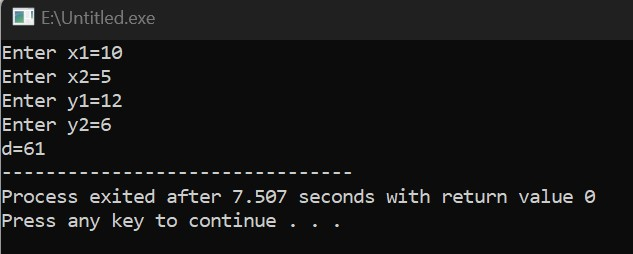 E:\Untitled.exe
Enter x1=10
Enter x2=5
Enter y1=12
Enter y2=6
d=61
--------------------------------
Process exited after 7.507 seconds with return value 0
Press any key to continue . . .